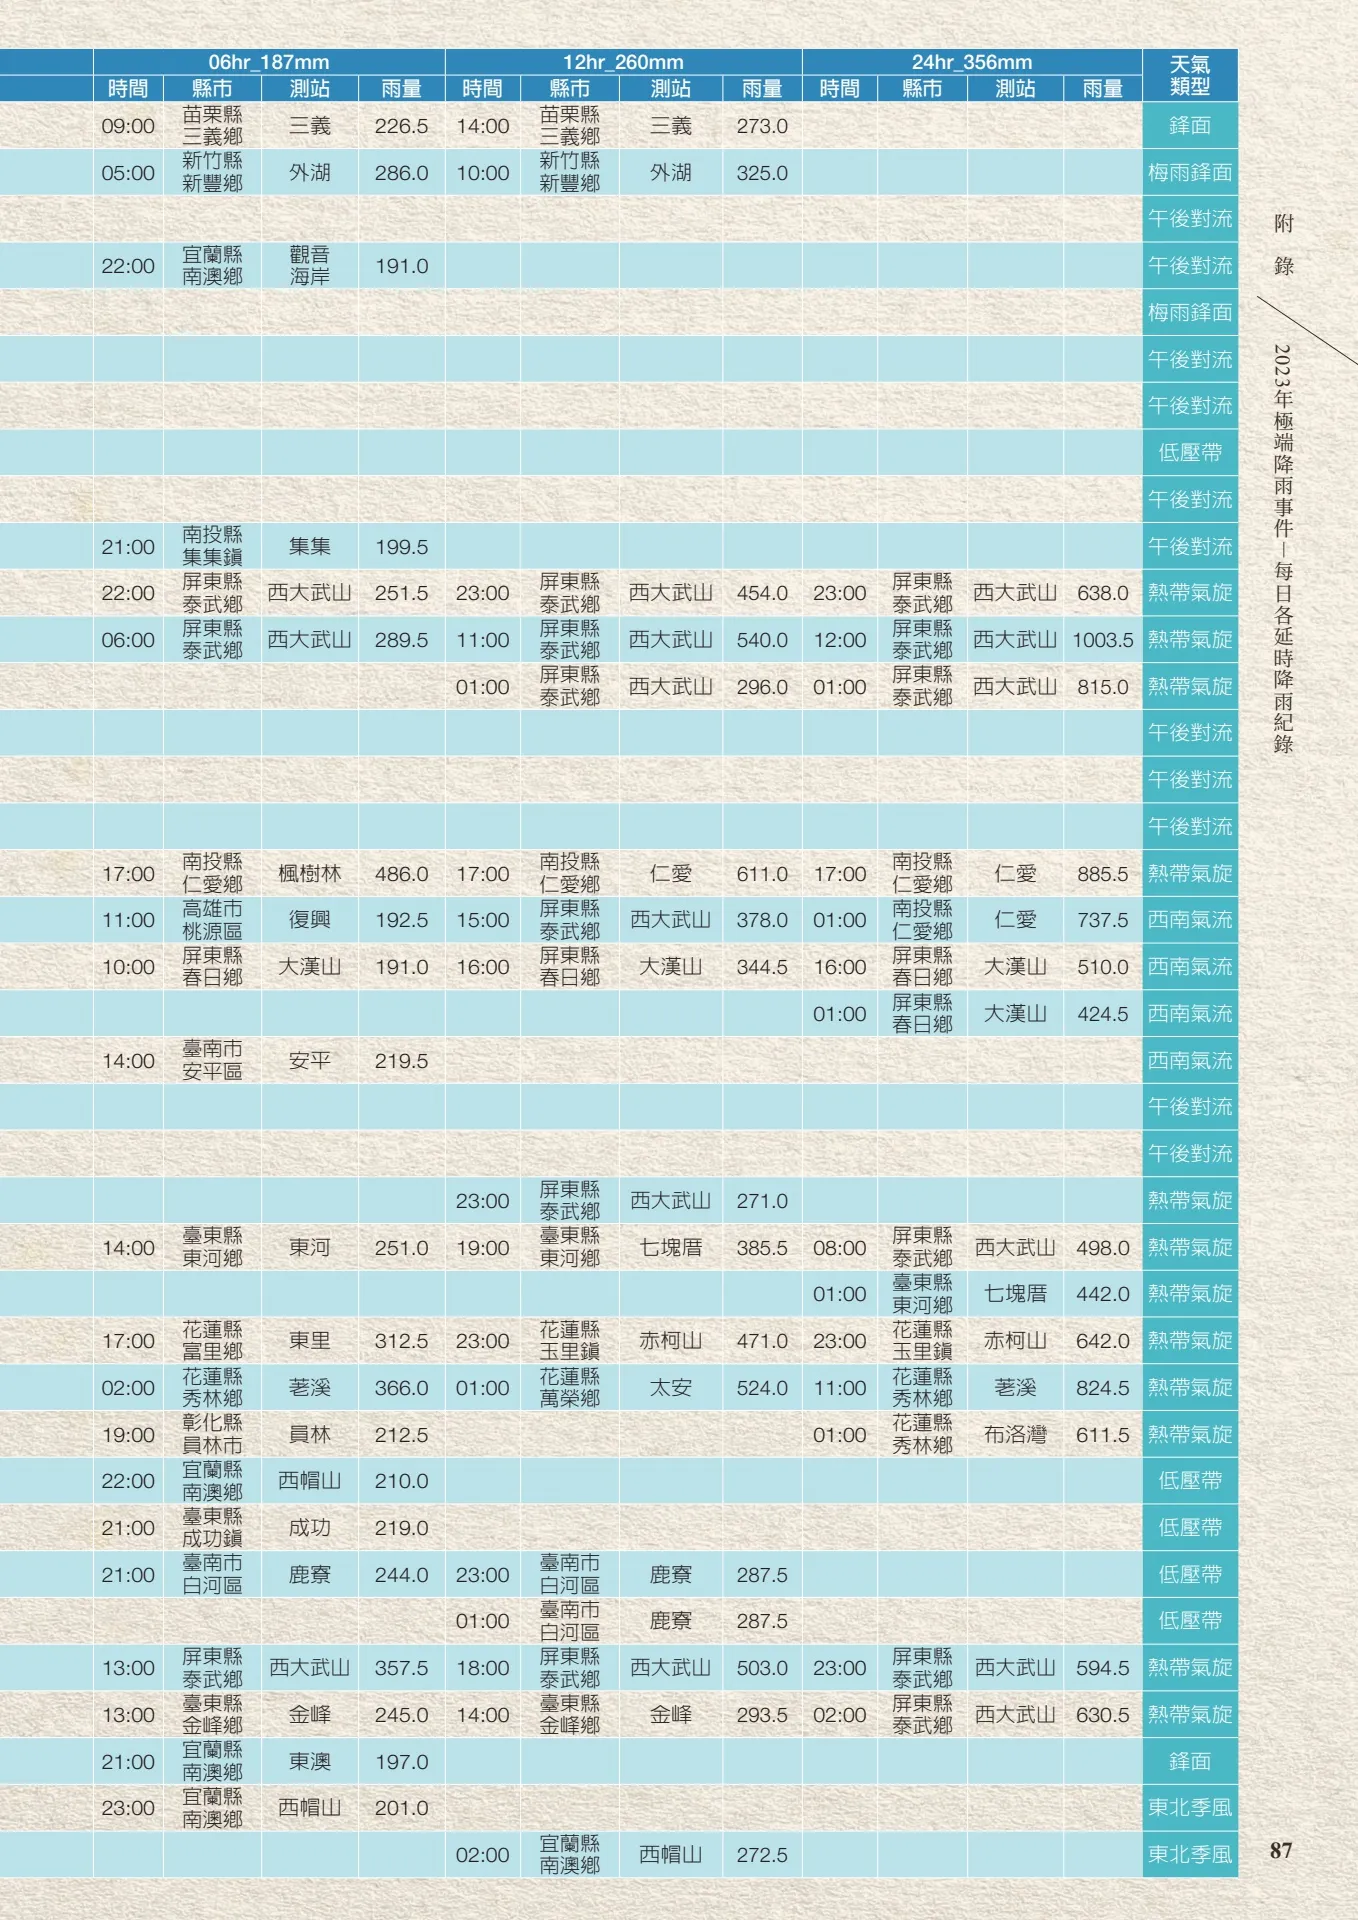 06hr_187mm 12hr_260mm 24hr_356mm 天氣類型
時間 縣市 測站 雨量 時間 縣市 測站 雨量 時間 縣市 測站 雨量
09:00 苗栗縣三義鄉 三義 226.5 14:00 苗栗縣三義鄉 三義 273.0 鋒面
05:00 新竹縣新豐鄉 外湖 286.0 10:00 新竹縣新豐鄉 外湖 325.0 梅雨鋒面
午後對流
22:00 宜蘭縣南澳鄉 觀音海岸 191.0 午後對流
梅雨鋒面
午後對流
午後對流
低壓帶
午後對流
21:00 南投縣集集鎮 集集 199.5 午後對流
22:00 屏東縣泰武鄉 西大武山 251.5 23:00 屏東縣泰武鄉 西大武山 454.0 23:00 屏東縣泰武鄉 西大武山 638.0 熱帶氣旋
06:00 屏東縣泰武鄉 西大武山 289.5 11:00 屏東縣泰武鄉 西大武山 540.0 12:00 屏東縣泰武鄉 西大武山 1003.5 熱帶氣旋
01:00 屏東縣泰武鄉 西大武山 296.0 01:00 屏東縣泰武鄉 西大武山 815.0 熱帶氣旋
午後對流
午後對流
午後對流
17:00 南投縣仁愛鄉 楓樹林 486.0 17:00 南投縣仁愛鄉 仁愛 611.0 17:00 南投縣仁愛鄉 仁愛 885.5 熱帶氣旋
11:00 高雄市桃源區 復興 192.5 15:00 屏東縣泰武鄉 西大武山 378.0 01:00 南投縣仁愛鄉 仁愛 737.5 西南氣流
10:00 屏東縣春日鄉 大漢山 191.0 16:00 屏東縣春日鄉 大漢山 344.5 16:00 屏東縣春日鄉 大漢山 510.0 西南氣流
01:00 屏東縣春日鄉 大漢山 424.5 西南氣流
14:00 臺南市安平區 安平 219.5 西南氣流
午後對流
午後對流
23:00 屏東縣泰武鄉 西大武山 271.0 熱帶氣旋
14:00 臺東縣東河鄉 東河 251.0 19:00 臺東縣東河鄉 七塊厝 385.5 08:00 屏東縣泰武鄉 西大武山 498.0 熱帶氣旋
01:00 臺東縣東河鄉 七塊厝 442.0 熱帶氣旋
17:00 花蓮縣富里鄉 東里 312.5 23:00 花蓮縣玉里鎮 赤柯山 471.0 23:00 花蓮縣玉里鎮 赤柯山 642.0 熱帶氣旋
02:00 花蓮縣秀林鄉 荖溪 366.0 01:00 花蓮縣萬榮鄉 太安 524.0 11:00 花蓮縣秀林鄉 荖溪 824.5 熱帶氣旋
19:00 彰化縣員林市 員林 212.5 01:00 花蓮縣秀林鄉 布洛灣 611.5 熱帶氣旋
22:00 宜蘭縣南澳鄉 西帽山 210.0 低壓帶
21:00 臺東縣成功鎮 成功 219.0 低壓帶
21:00 臺南市白河區 鹿寮 244.0 23:00 臺南市白河區 鹿寮 287.5 低壓帶
01:00 臺南市白河區 鹿寮 287.5 低壓帶
13:00 屏東縣泰武鄉 西大武山 357.5 18:00 屏東縣泰武鄉 西大武山 503.0 23:00 屏東縣泰武鄉 西大武山 594.5 熱帶氣旋
13:00 臺東縣金峰鄉 金峰 245.0 14:00 臺東縣金峰鄉 金峰 293.5 02:00 屏東縣泰武鄉 西大武山 630.5 熱帶氣旋
21:00 宜蘭縣南澳鄉 東澳 197.0 鋒面
23:00 宜蘭縣南澳鄉 西帽山 201.0 東北季風
02:00 宜蘭縣南澳鄉 西帽山 272.5 東北季風
附錄
2023年極端降雨事件—每日各延時降雨紀錄
87